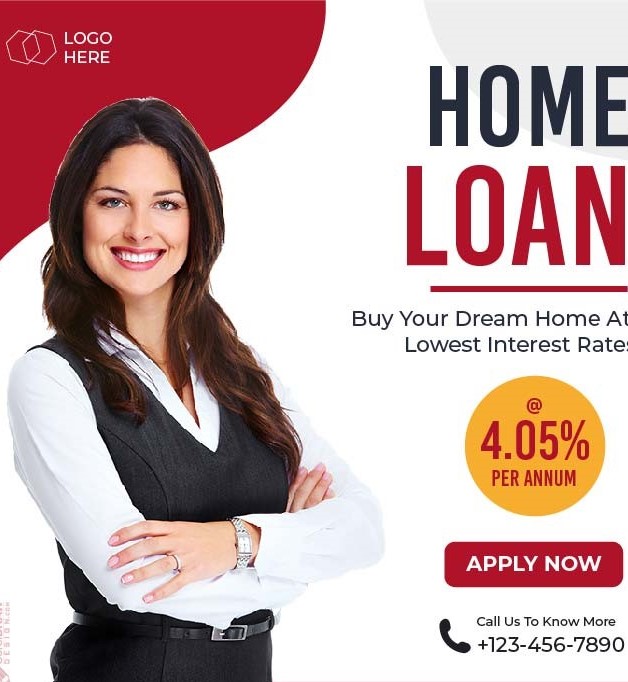 LOGO
HERE
HOME
LOAN
Buy Your Dream Home At
Lowest Interest Rates
@
4.05%
PER ANNUM
APPLY NOW
Call Us To Know More
+123-456-7890